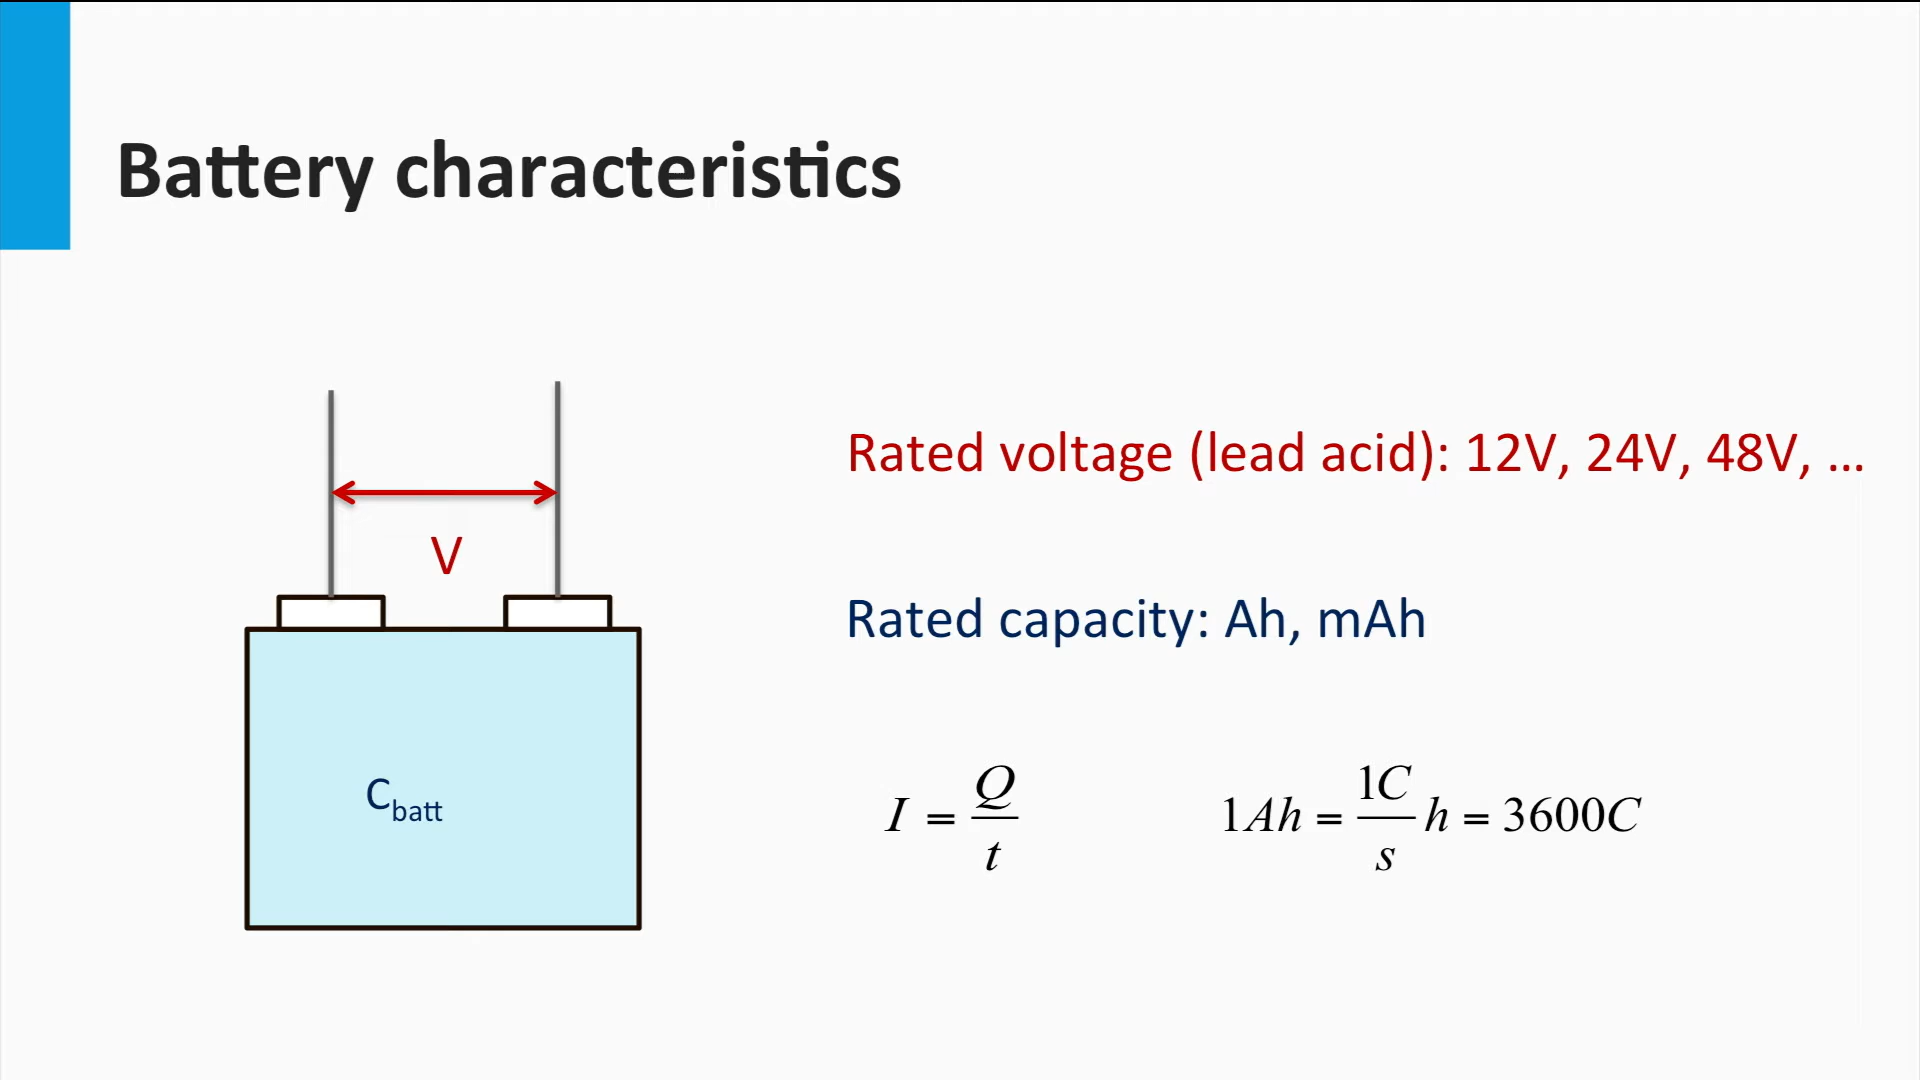 Battery characteristics
Rated voltage (lead acid): 12V, 24V, 48V, ...
V
Rated capacity: Ah, mAh
C_batt
I = Q/t
1Ah = 1C/s h = 3600C